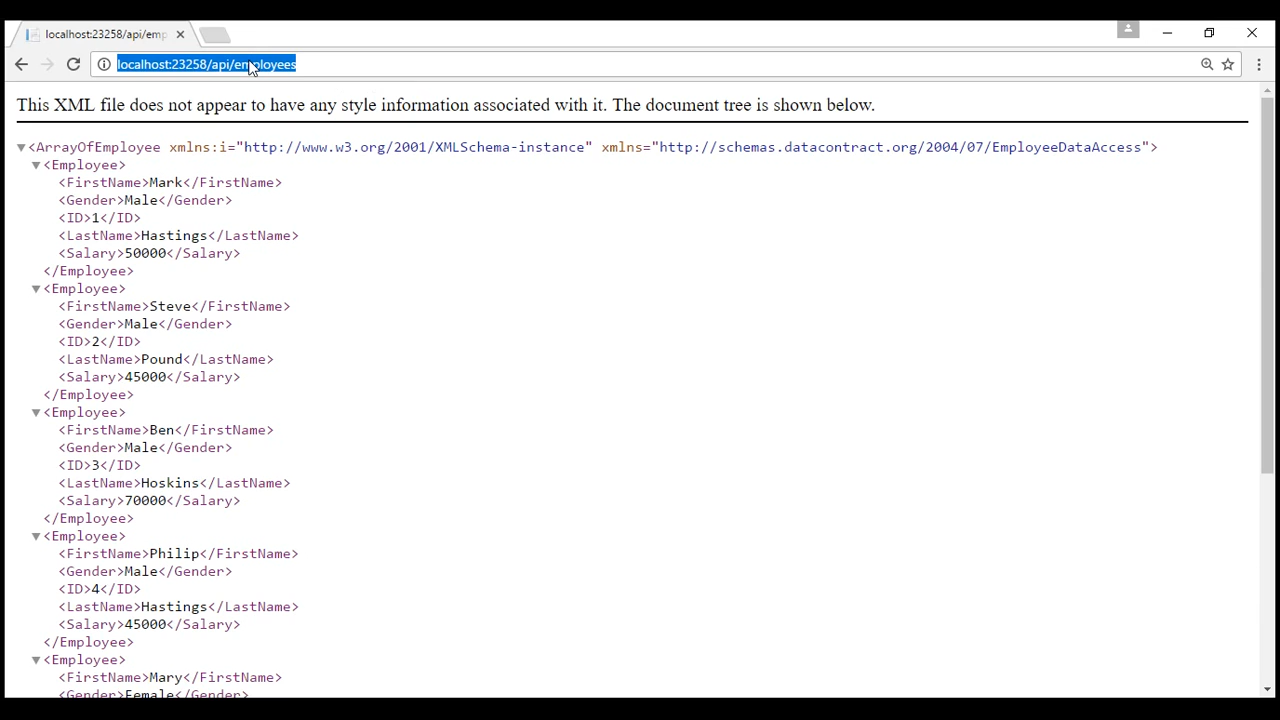 localhost:23258/api/emp
localhost:23258/api/employees
This XML file does not appear to have any style information associated with it. The document tree is shown below.
▼<ArrayOfEmployee xmlns:i="http://www.w3.org/2001/XMLSchema-instance" xmlns="http://schemas.datacontract.org/2004/07/EmployeeDataAccess">
▼<Employee>
<FirstName>Mark</FirstName>
<Gender>Male</Gender>
<ID>1</ID>
<LastName>Hastings</LastName>
<Salary>50000</Salary>
</Employee>
▼<Employee>
<FirstName>Steve</FirstName>
<Gender>Male</Gender>
<ID>2</ID>
<LastName>Pound</LastName>
<Salary>45000</Salary>
</Employee>
▼<Employee>
<FirstName>Ben</FirstName>
<Gender>Male</Gender>
<ID>3</ID>
<LastName>Hoskins</LastName>
<Salary>70000</Salary>
</Employee>
▼<Employee>
<FirstName>Philip</FirstName>
<Gender>Male</Gender>
<ID>4</ID>
<LastName>Hastings</LastName>
<Salary>45000</Salary>
</Employee>
▼<Employee>
<FirstName>Mary</FirstName>
<Gender>Female</Gender>